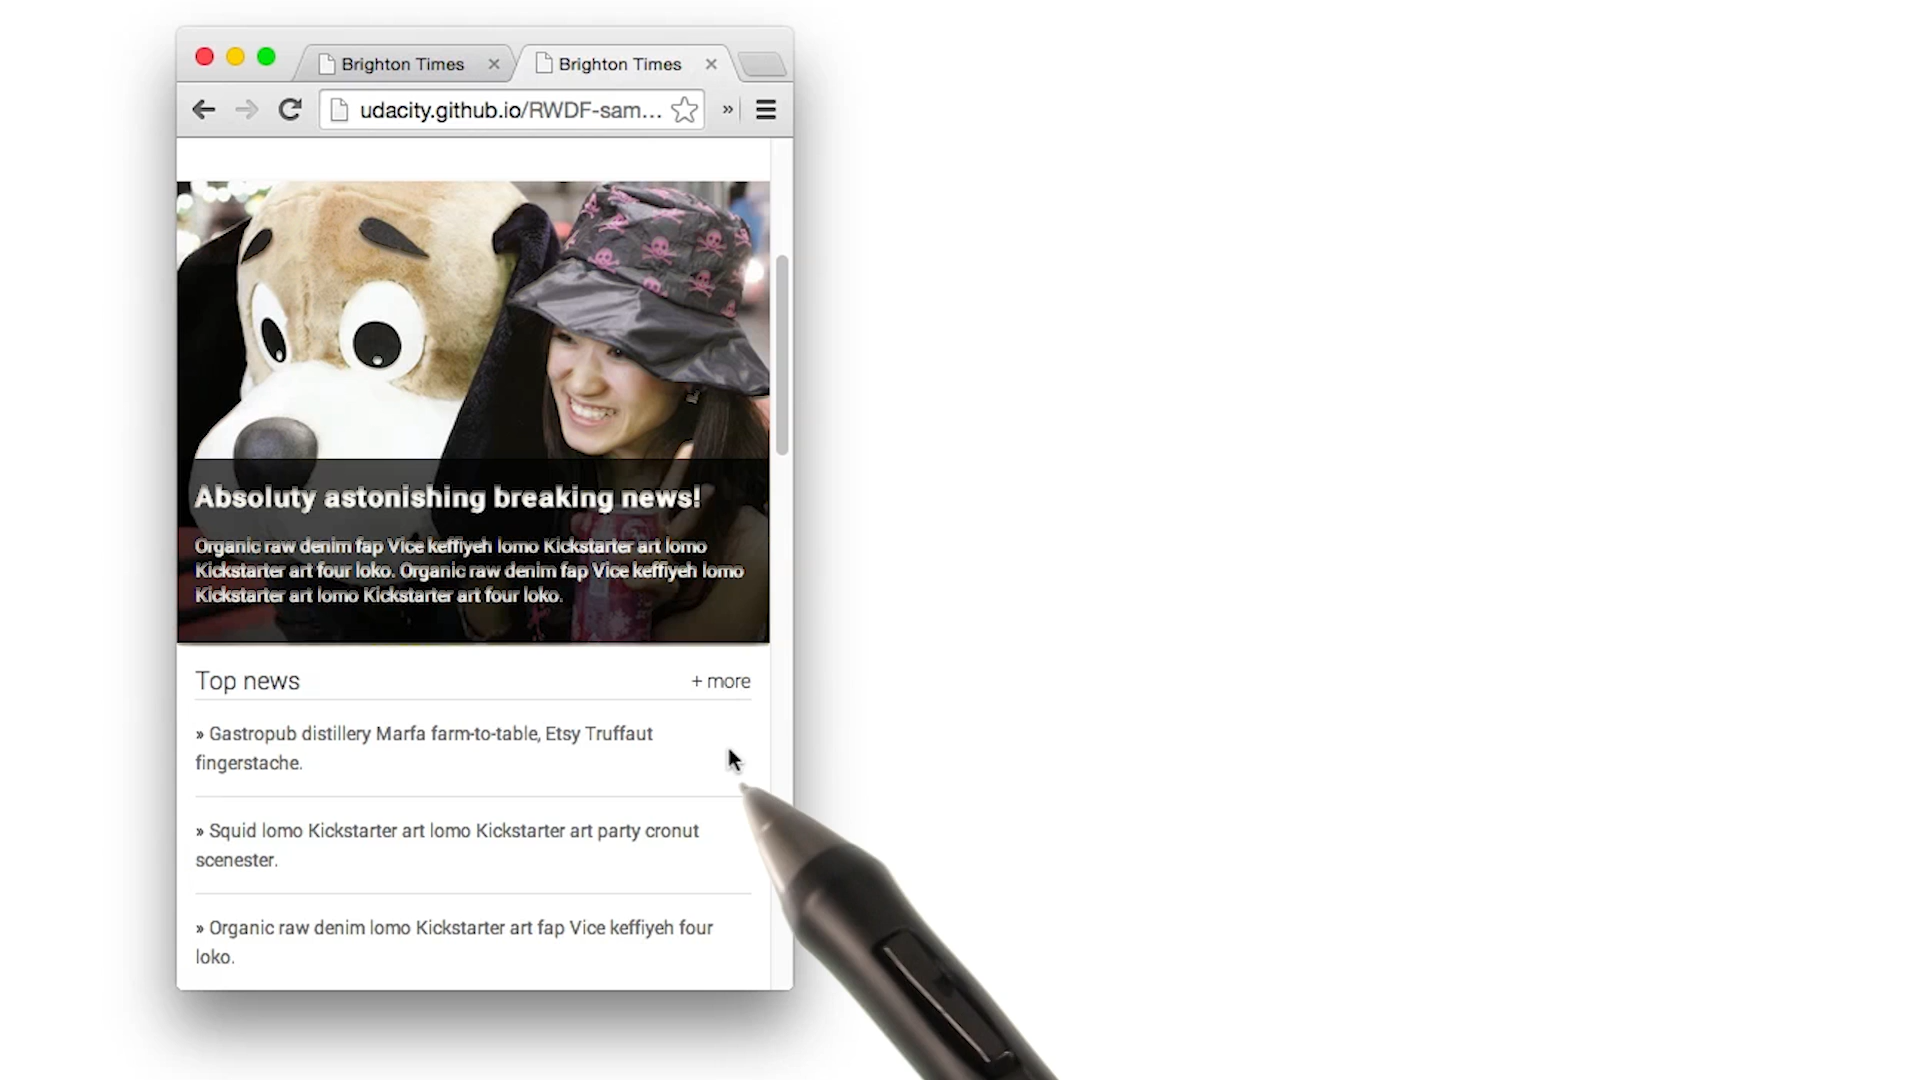 Brighton Times
Brighton Times
udacity.github.io/RWDF-sam...
»
Absoluty astonishing breaking news!
Organic raw denim fap Vice keffiyeh lomo Kickstarter art lomo
Kickstarter art four loko. Organic raw denim fap Vice keffiyeh lomo
Kickstarter art lomo Kickstarter art four loko.
Top news
+ more
» Gastropub distillery Marfa farm-to-table, Etsy Truffaut
fingerstache.
» Squid lomo Kickstarter art lomo Kickstarter art party cronut
scenester.
» Organic raw denim lomo Kickstarter art fap Vice keffiyeh four
loko.